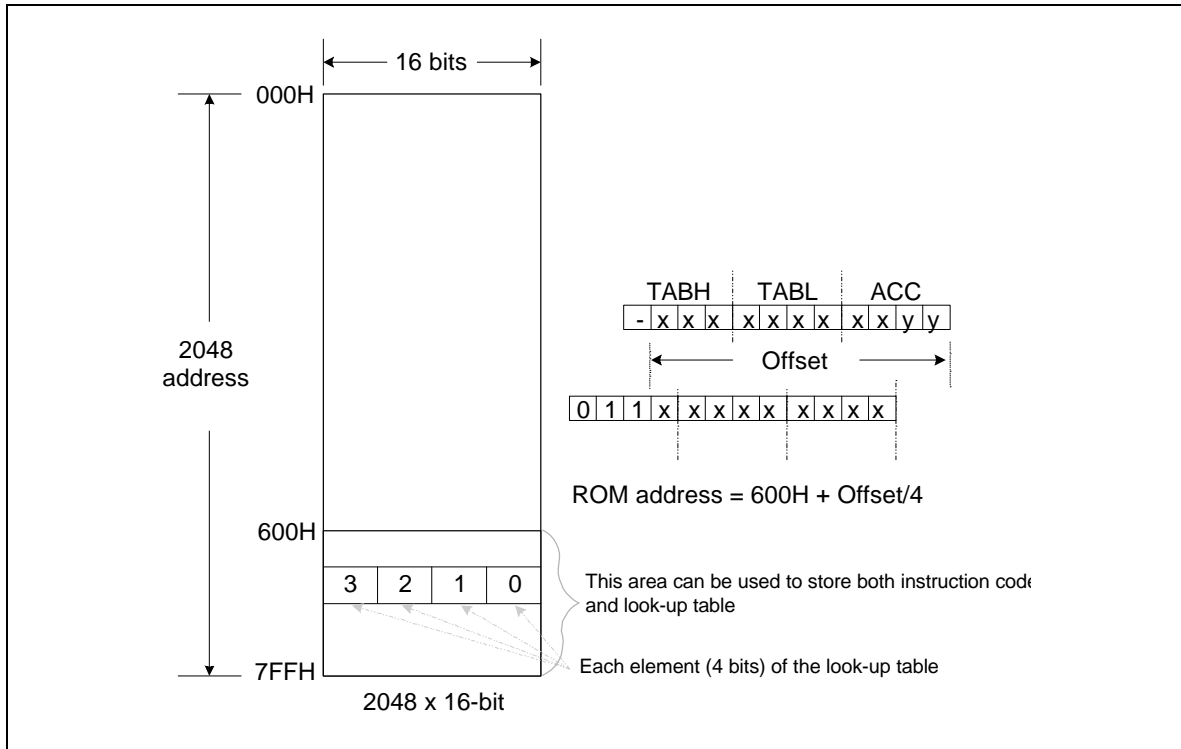 16 bits
000H
2048
address
TABH TABL ACC
- x x x x x x x x x y y
Offset
0 1 1 x x x x x x x x x
ROM address = 600H + Offset/4
600H
3 2 1 0
This area can be used to store both instruction code
and look-up table
Each element (4 bits) of the look-up table
7FFH
2048 x 16-bit